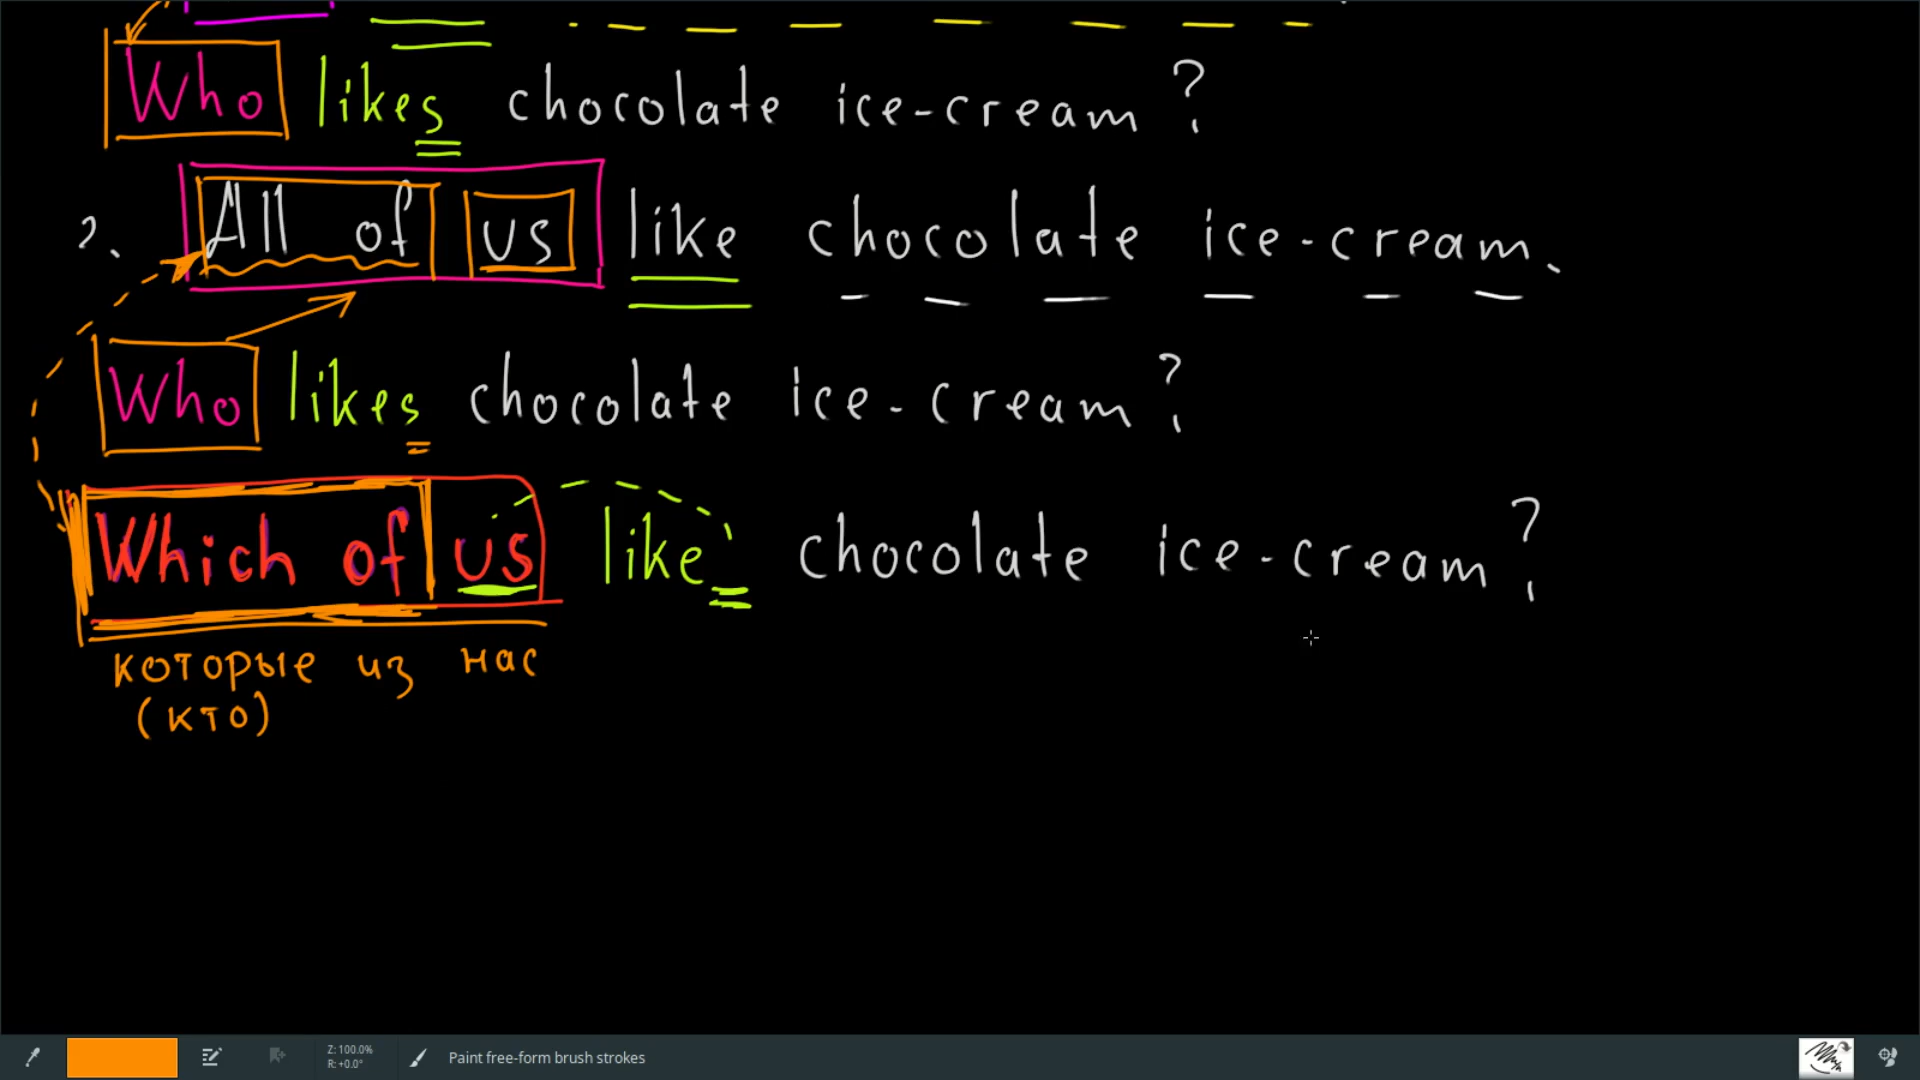 Who likes chocolate ice-cream?
2. All of us like chocolate ice-cream.
Who likes chocolate ice-cream?
Which of us like chocolate ice-cream?
которые из нас
(кто)
Z: 100.0%
R: +0.0°
Paint free-form brush strokes